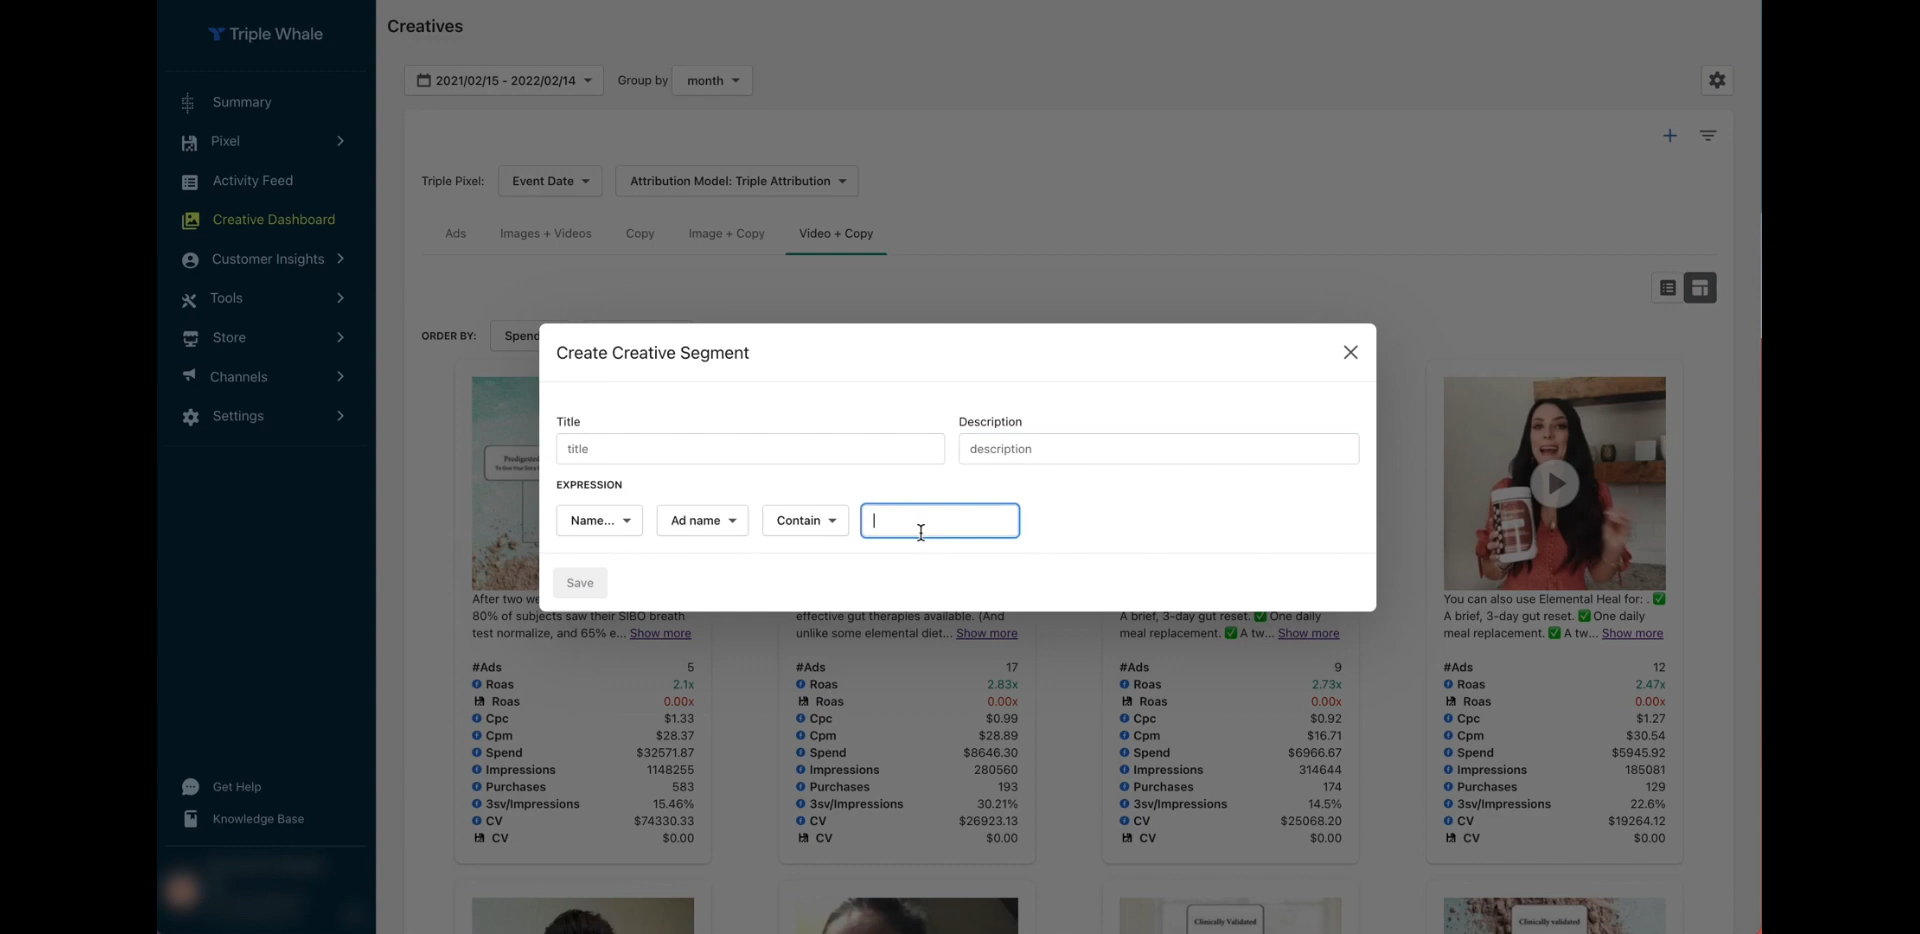 Triple Whale
Summary
Pixel
Activity Feed
Creative Dashboard
Customer Insights
Tools
Store
Channels
Settings
Get Help
Knowledge Base
Creatives
2021/02/15 - 2022/02/14
Group by
month
Triple Pixel:
Event Date
Attribution Model: Triple Attribution
Ads
Images + Videos
Copy
Image + Copy
Video + Copy
ORDER BY:
Spend
Create Creative Segment
Title
Description
title
description
EXPRESSION
Name...
Ad name
Contain
Save
Predigested
After two we
80% of subjects saw their SIBO breath
test normalize, and 65% e... Show more
#Ads 5
Roas 2.1x
Roas 0.00x
Cpc $1.33
Cpm $28.37
Spend $32571.87
Impressions 1148255
Purchases 583
3sv/Impressions 15.46%
CV $74330.33
CV $0.00
effective gut therapies available. (And
unlike some elemental diet... Show more
#Ads 17
Roas 2.83x
Roas 0.00x
Cpc $0.99
Cpm $28.89
Spend $8646.30
Impressions 280560
Purchases 193
3sv/Impressions 30.21%
CV $26923.13
CV $0.00
A brief, 3-day gut reset. ✅ One daily
meal replacement. ✅ A tw... Show more
#Ads 9
Roas 2.73x
Roas 0.00x
Cpc $0.92
Cpm $16.71
Spend $6966.67
Impressions 314644
Purchases 174
3sv/Impressions 14.5%
CV $25068.20
CV $0.00
You can also use Elemental Heal for: . ✅
A brief, 3-day gut reset. ✅ One daily
meal replacement. ✅ A tw... Show more
#Ads 12
Roas 2.47x
Roas 0.00x
Cpc $1.27
Cpm $30.54
Spend $5945.92
Impressions 185081
Purchases 129
3sv/Impressions 22.6%
CV $19264.12
CV $0.00
Clinically Validated
Clinically validated